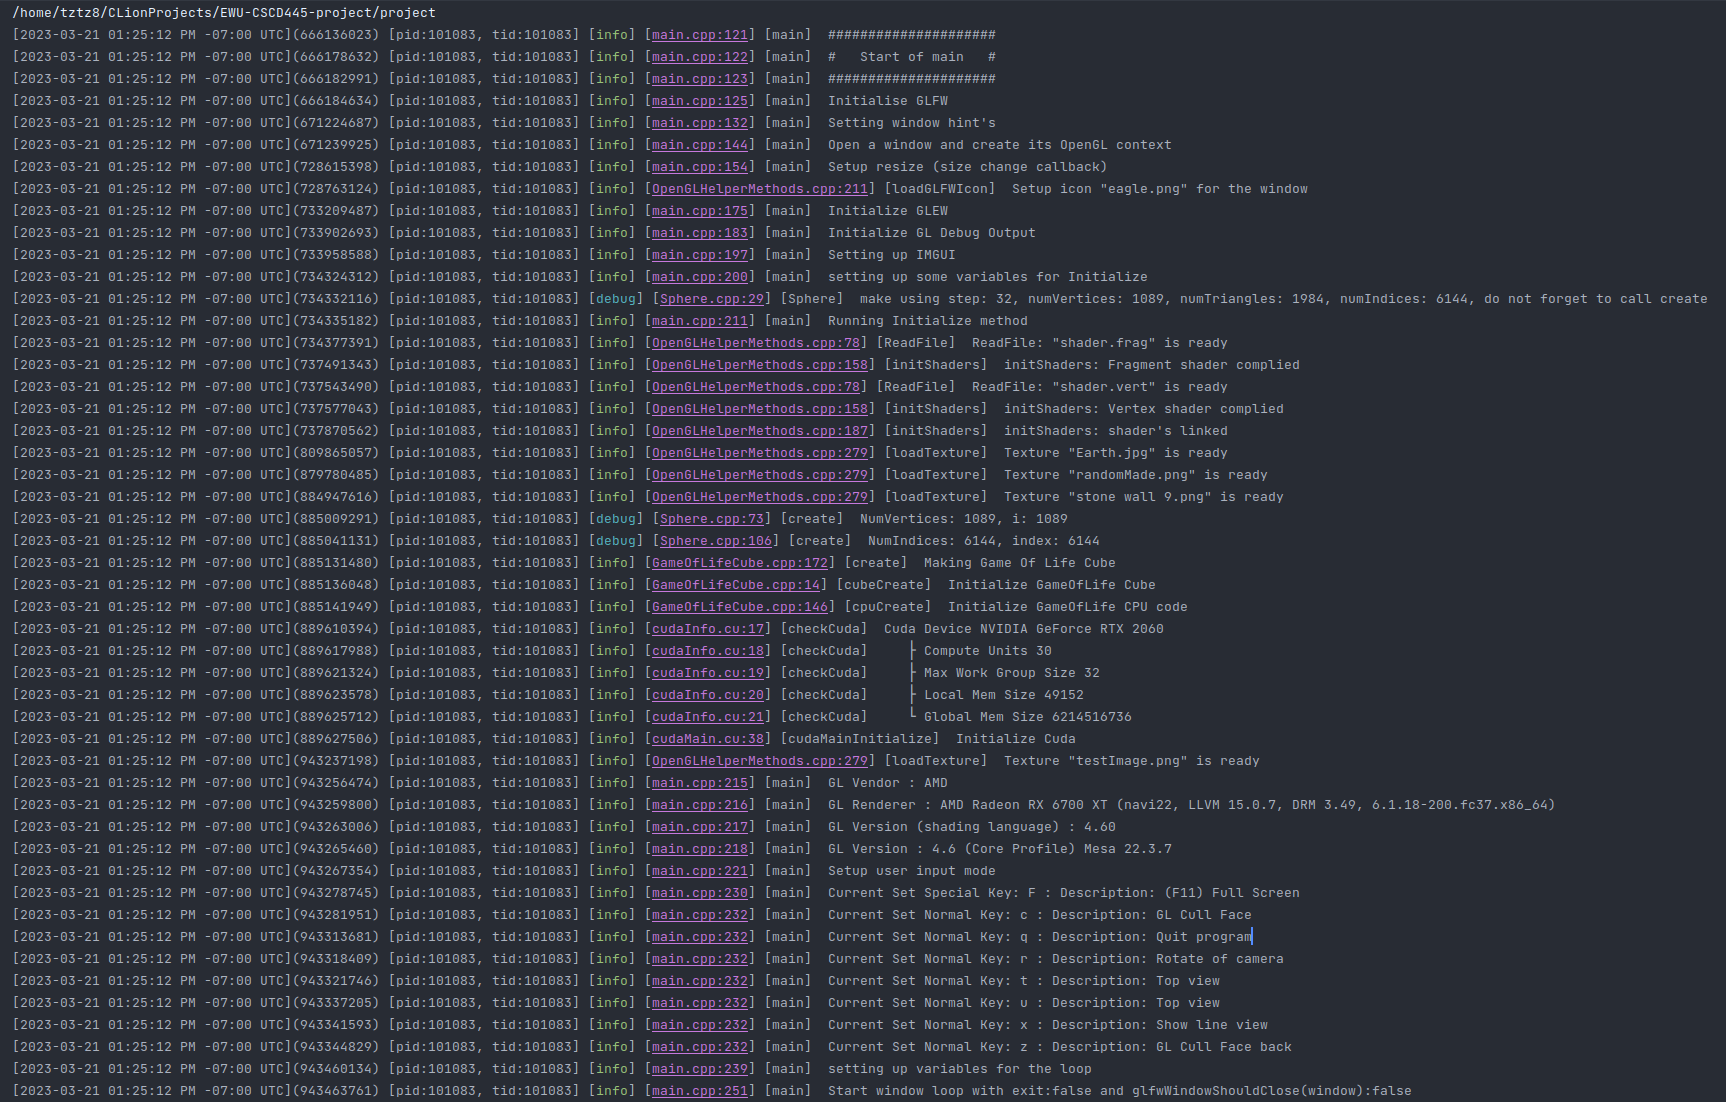 /home/tztz8/CLionProjects/EWU-CSCD445-project/project
[2023-03-21 01:25:12 PM -07:00 UTC](666136023) [pid:101083, tid:101083] [info] [main.cpp:121] [main]  #####################
[2023-03-21 01:25:12 PM -07:00 UTC](666178632) [pid:101083, tid:101083] [info] [main.cpp:122] [main]  #   Start of main   #
[2023-03-21 01:25:12 PM -07:00 UTC](666182991) [pid:101083, tid:101083] [info] [main.cpp:123] [main]  #####################
[2023-03-21 01:25:12 PM -07:00 UTC](666184634) [pid:101083, tid:101083] [info] [main.cpp:125] [main]  Initialise GLFW
[2023-03-21 01:25:12 PM -07:00 UTC](671224687) [pid:101083, tid:101083] [info] [main.cpp:132] [main]  Setting window hint's
[2023-03-21 01:25:12 PM -07:00 UTC](671239925) [pid:101083, tid:101083] [info] [main.cpp:144] [main]  Open a window and create its OpenGL context
[2023-03-21 01:25:12 PM -07:00 UTC](728615398) [pid:101083, tid:101083] [info] [main.cpp:154] [main]  Setup resize (size change callback)
[2023-03-21 01:25:12 PM -07:00 UTC](728763124) [pid:101083, tid:101083] [info] [OpenGLHelperMethods.cpp:211] [loadGLFWIcon]  Setup icon "eagle.png" for the window
[2023-03-21 01:25:12 PM -07:00 UTC](733209487) [pid:101083, tid:101083] [info] [main.cpp:175] [main]  Initialize GLEW
[2023-03-21 01:25:12 PM -07:00 UTC](733902693) [pid:101083, tid:101083] [info] [main.cpp:183] [main]  Initialize GL Debug Output
[2023-03-21 01:25:12 PM -07:00 UTC](733958588) [pid:101083, tid:101083] [info] [main.cpp:197] [main]  Setting up IMGUI
[2023-03-21 01:25:12 PM -07:00 UTC](734324312) [pid:101083, tid:101083] [info] [main.cpp:200] [main]  setting up some variables for Initialize
[2023-03-21 01:25:12 PM -07:00 UTC](734332116) [pid:101083, tid:101083] [debug] [Sphere.cpp:29] [Sphere]  make using step: 32, numVertices: 1089, numTriangles: 1984, numIndices: 6144, do not forget to call create
[2023-03-21 01:25:12 PM -07:00 UTC](734335182) [pid:101083, tid:101083] [info] [main.cpp:211] [main]  Running Initialize method
[2023-03-21 01:25:12 PM -07:00 UTC](734377391) [pid:101083, tid:101083] [info] [OpenGLHelperMethods.cpp:78] [ReadFile]  ReadFile: "shader.frag" is ready
[2023-03-21 01:25:12 PM -07:00 UTC](737491343) [pid:101083, tid:101083] [info] [OpenGLHelperMethods.cpp:158] [initShaders]  initShaders: Fragment shader complied
[2023-03-21 01:25:12 PM -07:00 UTC](737543490) [pid:101083, tid:101083] [info] [OpenGLHelperMethods.cpp:78] [ReadFile]  ReadFile: "shader.vert" is ready
[2023-03-21 01:25:12 PM -07:00 UTC](737577043) [pid:101083, tid:101083] [info] [OpenGLHelperMethods.cpp:158] [initShaders]  initShaders: Vertex shader complied
[2023-03-21 01:25:12 PM -07:00 UTC](737870562) [pid:101083, tid:101083] [info] [OpenGLHelperMethods.cpp:187] [initShaders]  initShaders: shader's linked
[2023-03-21 01:25:12 PM -07:00 UTC](809865057) [pid:101083, tid:101083] [info] [OpenGLHelperMethods.cpp:279] [loadTexture]  Texture "Earth.jpg" is ready
[2023-03-21 01:25:12 PM -07:00 UTC](879780485) [pid:101083, tid:101083] [info] [OpenGLHelperMethods.cpp:279] [loadTexture]  Texture "randomMade.png" is ready
[2023-03-21 01:25:12 PM -07:00 UTC](884947616) [pid:101083, tid:101083] [info] [OpenGLHelperMethods.cpp:279] [loadTexture]  Texture "stone wall 9.png" is ready
[2023-03-21 01:25:12 PM -07:00 UTC](885009291) [pid:101083, tid:101083] [debug] [Sphere.cpp:73] [create]  NumVertices: 1089, i: 1089
[2023-03-21 01:25:12 PM -07:00 UTC](885041131) [pid:101083, tid:101083] [debug] [Sphere.cpp:106] [create]  NumIndices: 6144, index: 6144
[2023-03-21 01:25:12 PM -07:00 UTC](885131480) [pid:101083, tid:101083] [info] [GameOfLifeCube.cpp:172] [create]  Making Game Of Life Cube
[2023-03-21 01:25:12 PM -07:00 UTC](885136048) [pid:101083, tid:101083] [info] [GameOfLifeCube.cpp:14] [cubeCreate]  Initialize GameOfLife Cube
[2023-03-21 01:25:12 PM -07:00 UTC](885141949) [pid:101083, tid:101083] [info] [GameOfLifeCube.cpp:146] [cpuCreate]  Initialize GameOfLife CPU code
[2023-03-21 01:25:12 PM -07:00 UTC](889610394) [pid:101083, tid:101083] [info] [cudaInfo.cu:17] [checkCuda]  Cuda Device NVIDIA GeForce RTX 2060
[2023-03-21 01:25:12 PM -07:00 UTC](889617988) [pid:101083, tid:101083] [info] [cudaInfo.cu:18] [checkCuda]     ├ Compute Units 30
[2023-03-21 01:25:12 PM -07:00 UTC](889621324) [pid:101083, tid:101083] [info] [cudaInfo.cu:19] [checkCuda]     ├ Max Work Group Size 32
[2023-03-21 01:25:12 PM -07:00 UTC](889623578) [pid:101083, tid:101083] [info] [cudaInfo.cu:20] [checkCuda]     ├ Local Mem Size 49152
[2023-03-21 01:25:12 PM -07:00 UTC](889625712) [pid:101083, tid:101083] [info] [cudaInfo.cu:21] [checkCuda]     └ Global Mem Size 6214516736
[2023-03-21 01:25:12 PM -07:00 UTC](889627506) [pid:101083, tid:101083] [info] [cudaMain.cu:38] [cudaMainInitialize]  Initialize Cuda
[2023-03-21 01:25:12 PM -07:00 UTC](943237198) [pid:101083, tid:101083] [info] [OpenGLHelperMethods.cpp:279] [loadTexture]  Texture "testImage.png" is ready
[2023-03-21 01:25:12 PM -07:00 UTC](943256474) [pid:101083, tid:101083] [info] [main.cpp:215] [main]  GL Vendor : AMD
[2023-03-21 01:25:12 PM -07:00 UTC](943259800) [pid:101083, tid:101083] [info] [main.cpp:216] [main]  GL Renderer : AMD Radeon RX 6700 XT (navi22, LLVM 15.0.7, DRM 3.49, 6.1.18-200.fc37.x86_64)
[2023-03-21 01:25:12 PM -07:00 UTC](943263006) [pid:101083, tid:101083] [info] [main.cpp:217] [main]  GL Version (shading language) : 4.60
[2023-03-21 01:25:12 PM -07:00 UTC](943265460) [pid:101083, tid:101083] [info] [main.cpp:218] [main]  GL Version : 4.6 (Core Profile) Mesa 22.3.7
[2023-03-21 01:25:12 PM -07:00 UTC](943267354) [pid:101083, tid:101083] [info] [main.cpp:221] [main]  Setup user input mode
[2023-03-21 01:25:12 PM -07:00 UTC](943278745) [pid:101083, tid:101083] [info] [main.cpp:230] [main]  Current Set Special Key: F : Description: (F11) Full Screen
[2023-03-21 01:25:12 PM -07:00 UTC](943281951) [pid:101083, tid:101083] [info] [main.cpp:232] [main]  Current Set Normal Key: c : Description: GL Cull Face
[2023-03-21 01:25:12 PM -07:00 UTC](943313681) [pid:101083, tid:101083] [info] [main.cpp:232] [main]  Current Set Normal Key: q : Description: Quit program
[2023-03-21 01:25:12 PM -07:00 UTC](943318409) [pid:101083, tid:101083] [info] [main.cpp:232] [main]  Current Set Normal Key: r : Description: Rotate of camera
[2023-03-21 01:25:12 PM -07:00 UTC](943321746) [pid:101083, tid:101083] [info] [main.cpp:232] [main]  Current Set Normal Key: t : Description: Top view
[2023-03-21 01:25:12 PM -07:00 UTC](943337205) [pid:101083, tid:101083] [info] [main.cpp:232] [main]  Current Set Normal Key: u : Description: Top view
[2023-03-21 01:25:12 PM -07:00 UTC](943341593) [pid:101083, tid:101083] [info] [main.cpp:232] [main]  Current Set Normal Key: x : Description: Show line view
[2023-03-21 01:25:12 PM -07:00 UTC](943344829) [pid:101083, tid:101083] [info] [main.cpp:232] [main]  Current Set Normal Key: z : Description: GL Cull Face back
[2023-03-21 01:25:12 PM -07:00 UTC](943460134) [pid:101083, tid:101083] [info] [main.cpp:239] [main]  setting up variables for the loop
[2023-03-21 01:25:12 PM -07:00 UTC](943463761) [pid:101083, tid:101083] [info] [main.cpp:251] [main]  Start window loop with exit:false and glfwWindowShouldClose(window):false